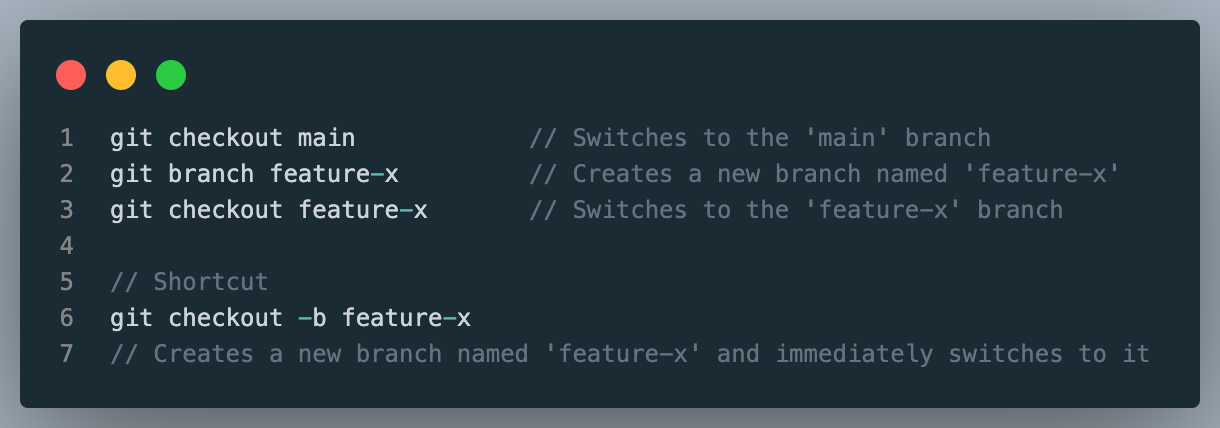 1 git checkout main // Switches to the 'main' branch
2 git branch feature-x // Creates a new branch named 'feature-x'
3 git checkout feature-x // Switches to the 'feature-x' branch
4
5 // Shortcut
6 git checkout -b feature-x
7 // Creates a new branch named 'feature-x' and immediately switches to it